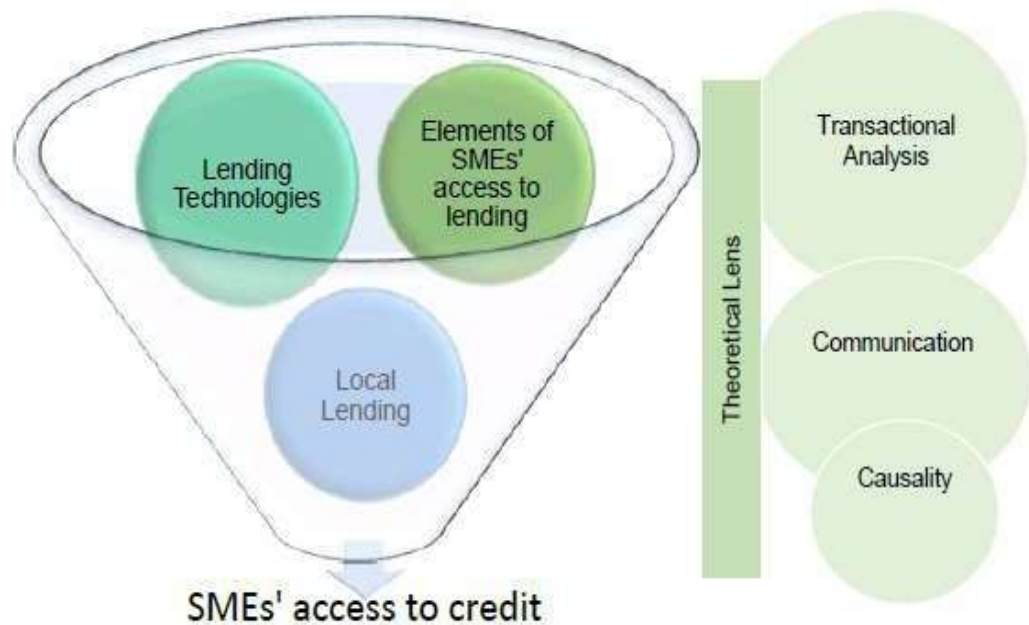 Lending
Technologies
Elements of
SMEs'
access to
lending
Local
Lending
SMEs' access to credit
Theoretical Lens
Transactional
Analysis
Communication
Causality